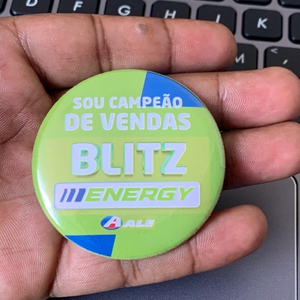 D F G H
SOU CAMPEÃO
DE VENDAS
BLITZ
ENERGY
ALE